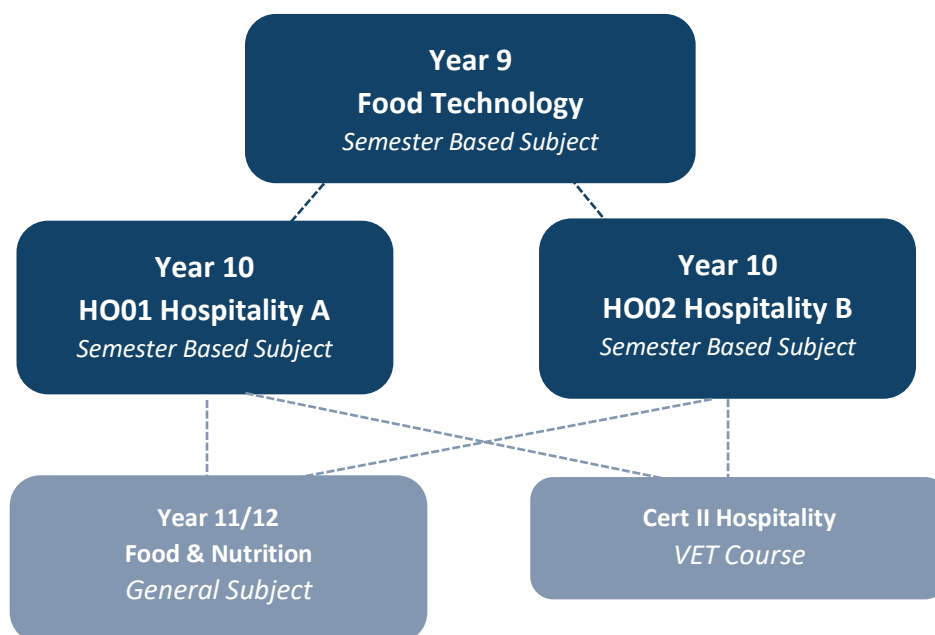 Year 9
Food Technology
Semester Based Subject
Year 10
HO01 Hospitality A
Semester Based Subject
Year 10
HO02 Hospitality B
Semester Based Subject
Year 11/12
Food & Nutrition
General Subject
Cert II Hospitality
VET Course